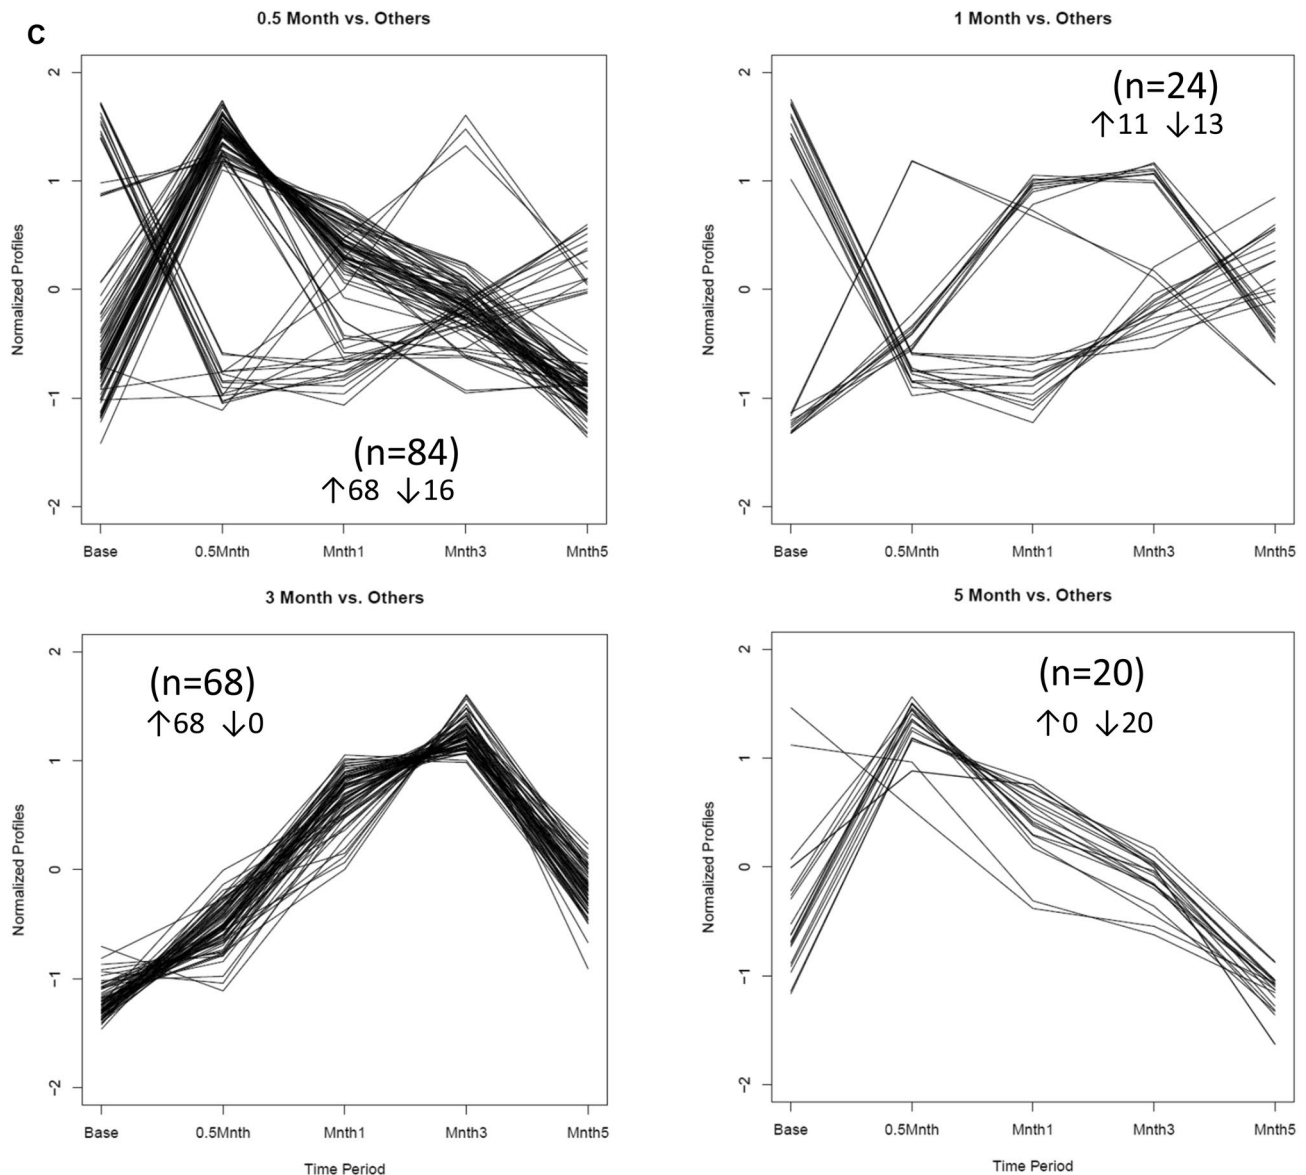 C
0.5 Month vs. Others
Normalized Profiles
2
1
0
-1
-2
(n=84)
↑68 ↓16
Base 0.5Mnth Mnth1 Mnth3 Mnth5
1 Month vs. Others
Normalized Profiles
2
1
0
-1
-2
(n=24)
↑11 ↓13
Base 0.5Mnth Mnth1 Mnth3 Mnth5
3 Month vs. Others
Normalized Profiles
2
1
0
-1
-2
(n=68)
↑68 ↓0
Base 0.5Mnth Mnth1 Mnth3 Mnth5
Time Period
5 Month vs. Others
Normalized Profiles
2
1
0
-1
-2
(n=20)
↑0 ↓20
Base 0.5Mnth Mnth1 Mnth3 Mnth5
Time Period